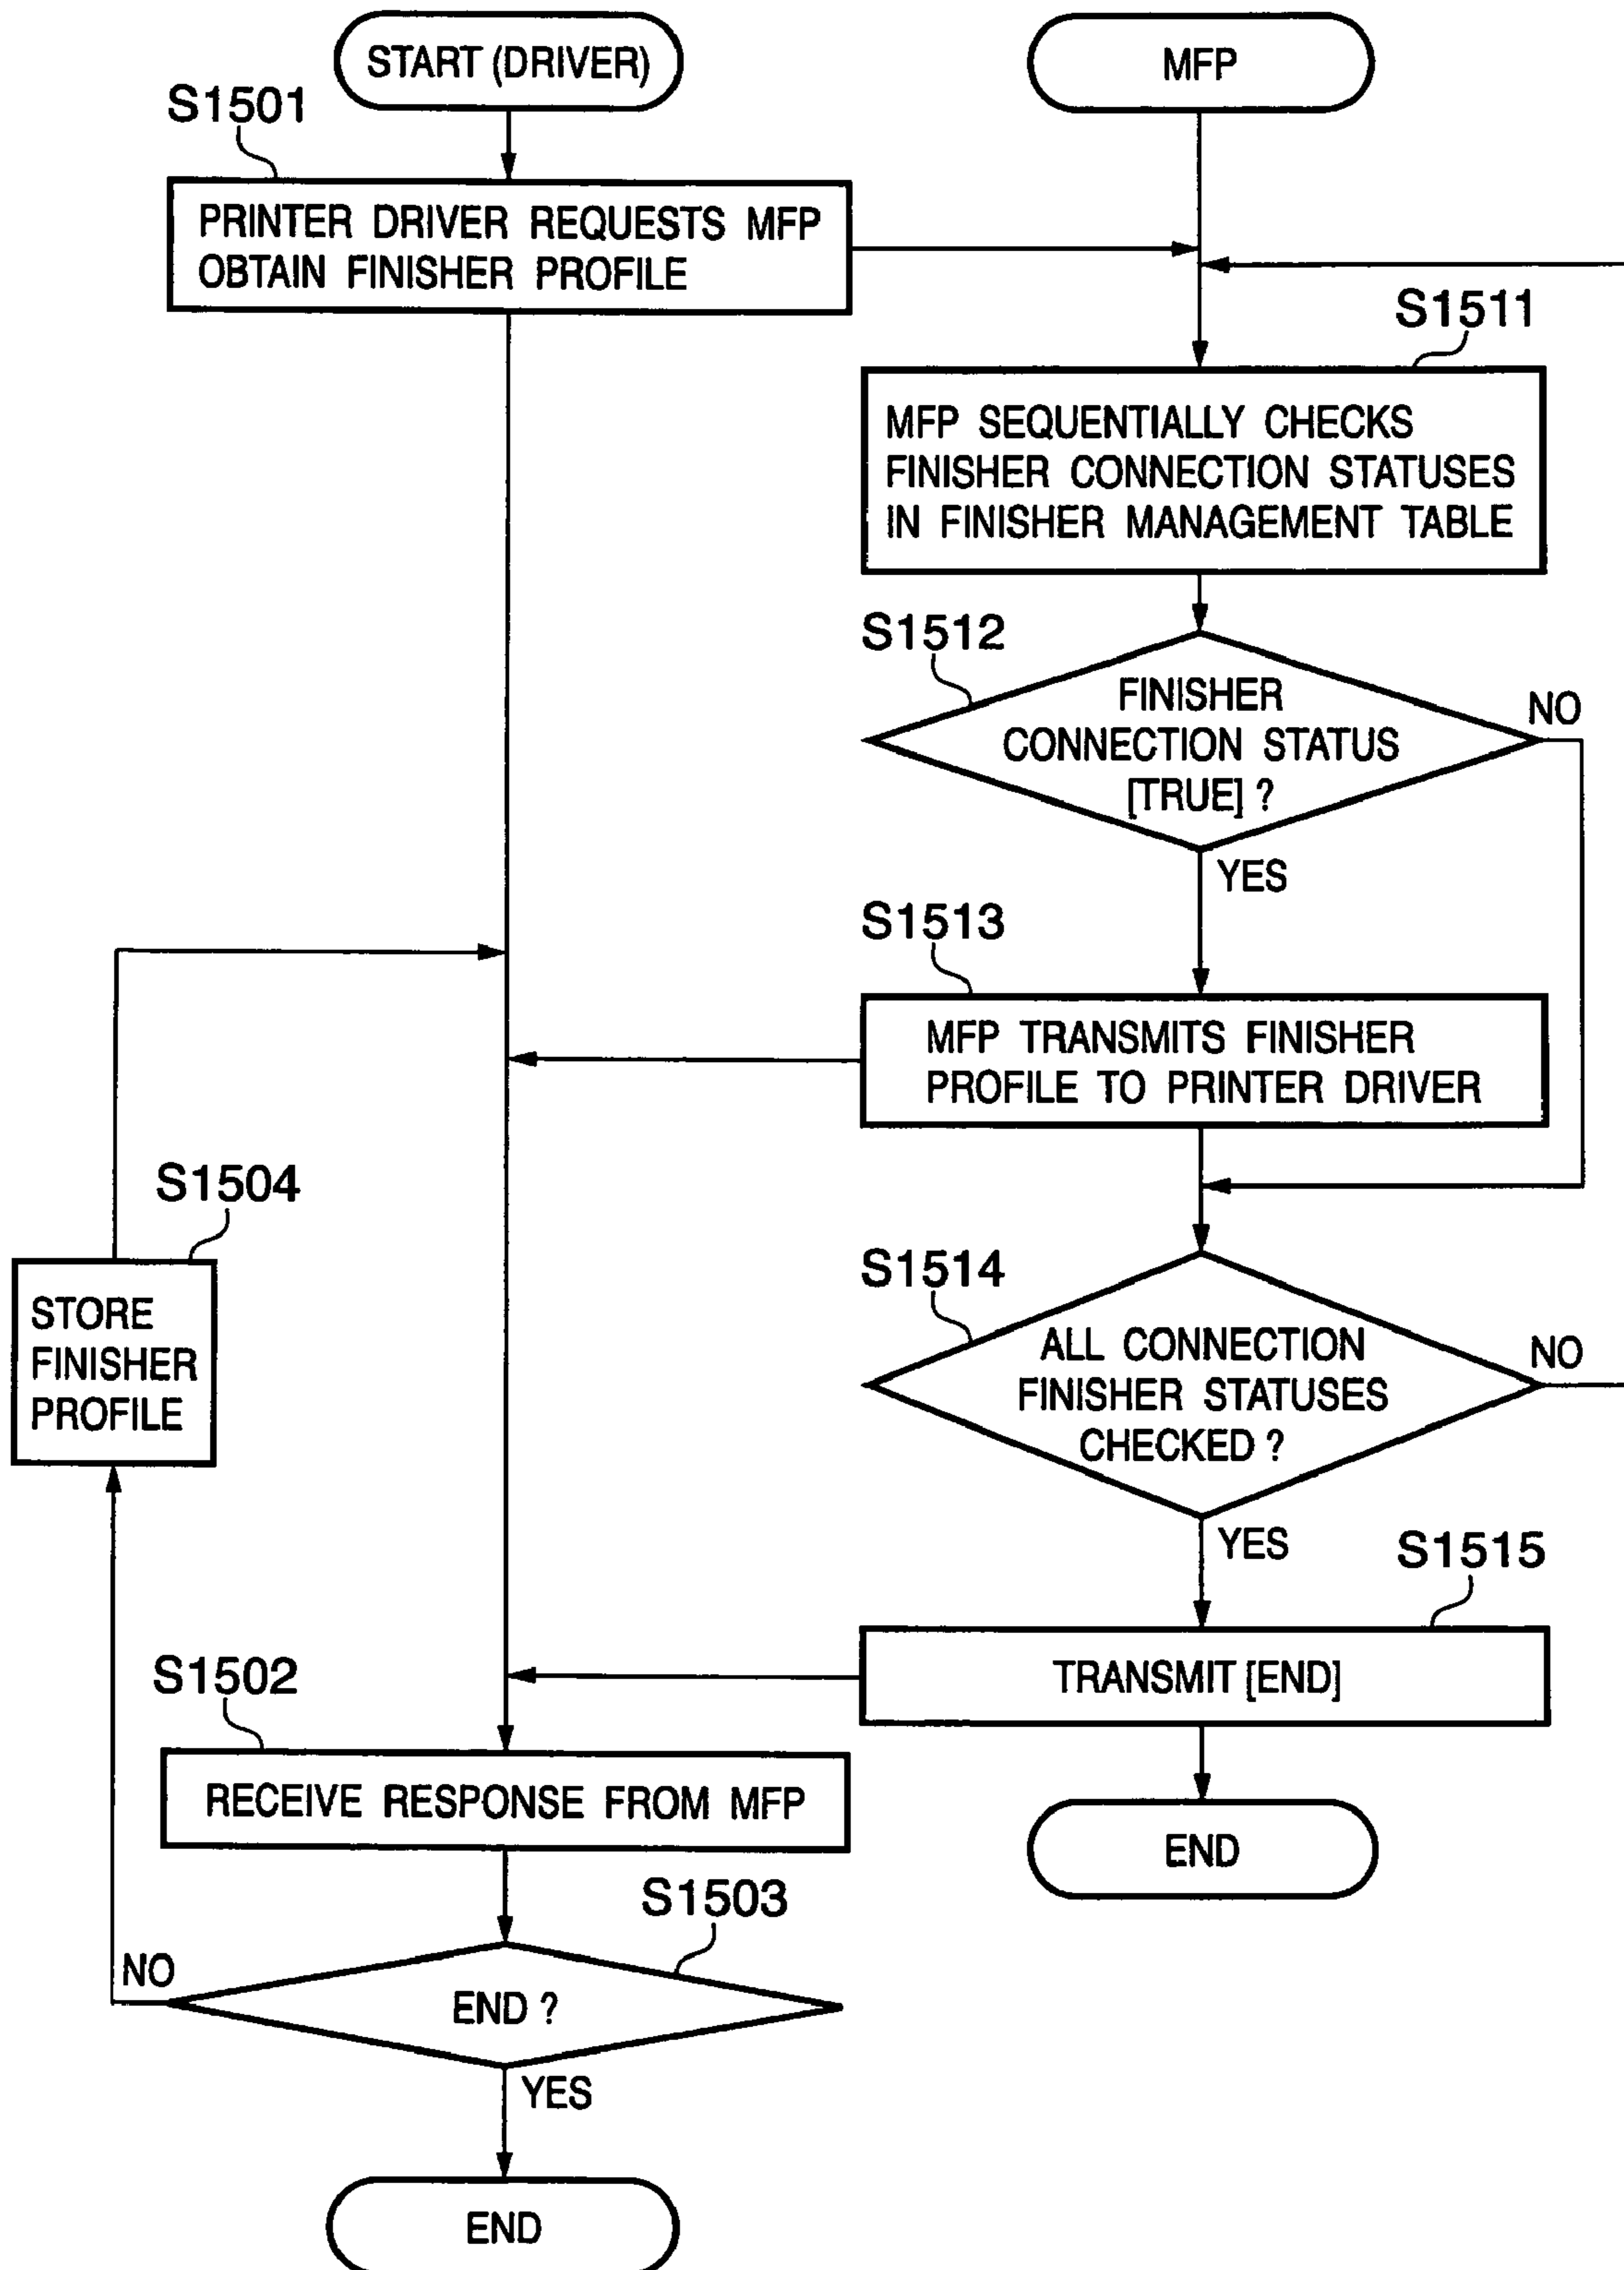 START (DRIVER)
MFP
S1501
PRINTER DRIVER REQUESTS MFP
OBTAIN FINISHER PROFILE
S1511
MFP SEQUENTIALLY CHECKS
FINISHER CONNECTION STATUSES
IN FINISHER MANAGEMENT TABLE
S1512
FINISHER
CONNECTION STATUS
[TRUE] ?
NO
YES
S1513
MFP TRANSMITS FINISHER
PROFILE TO PRINTER DRIVER
S1504
STORE
FINISHER
PROFILE
S1514
ALL CONNECTION
FINISHER STATUSES
CHECKED ?
NO
YES
S1515
TRANSMIT [END]
S1502
RECEIVE RESPONSE FROM MFP
END
S1503
NO
END ?
YES
END